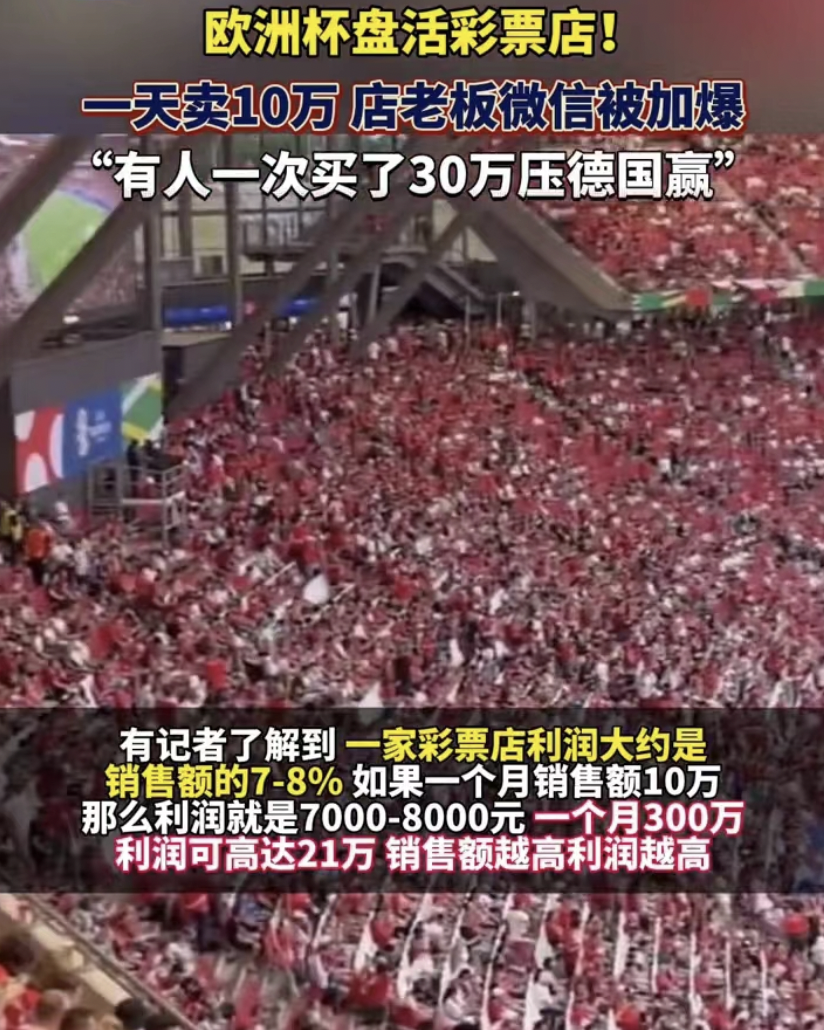 欧洲杯盘活彩票店！
一天卖10万 店老板微信被加爆
“有人一次买了30万压德国赢”
有记者了解到 一家彩票店利润大约是
销售额的7-8% 如果一个月销售额10万
那么利润就是7000-8000元 一个月300万
利润可高达21万 销售额越高利润越高